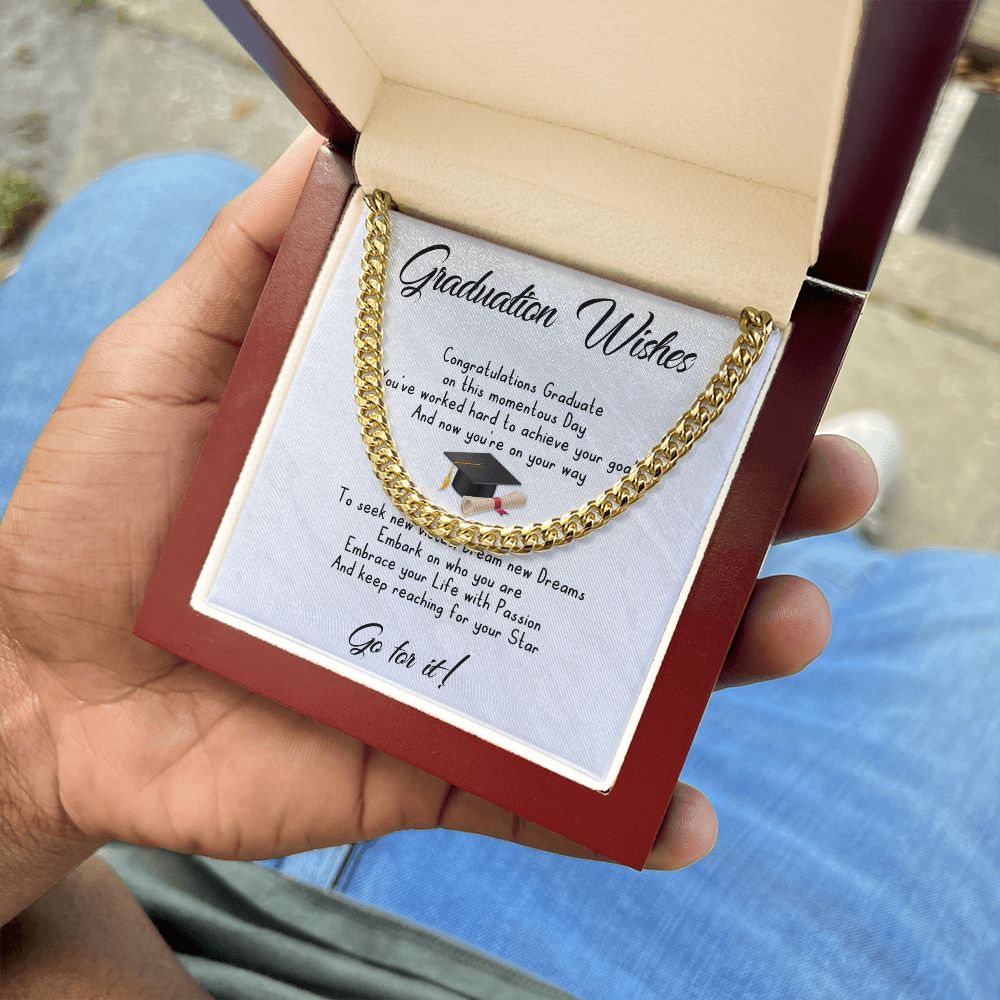 Graduation Wishes
Congratulations Graduate
on this momentous Day
You've worked hard to achieve your goa
And now you're on your way
To seek new dream new Dreams
Embark on who you are
Embrace your Life with Passion
And keep reaching for your Star
Go for it!